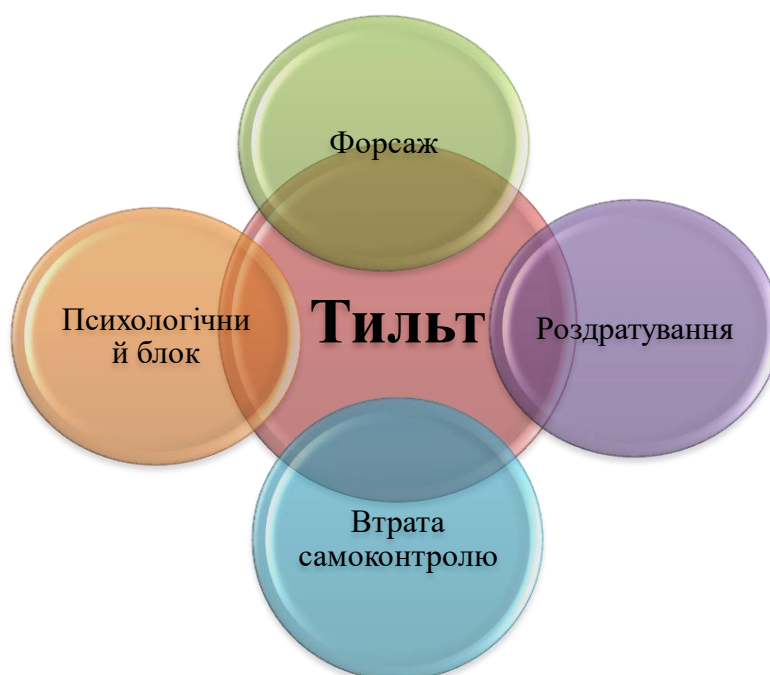 Форсаж
Психологічни
й блок
Тильт
Роздратування
Втрата
самоконтролю